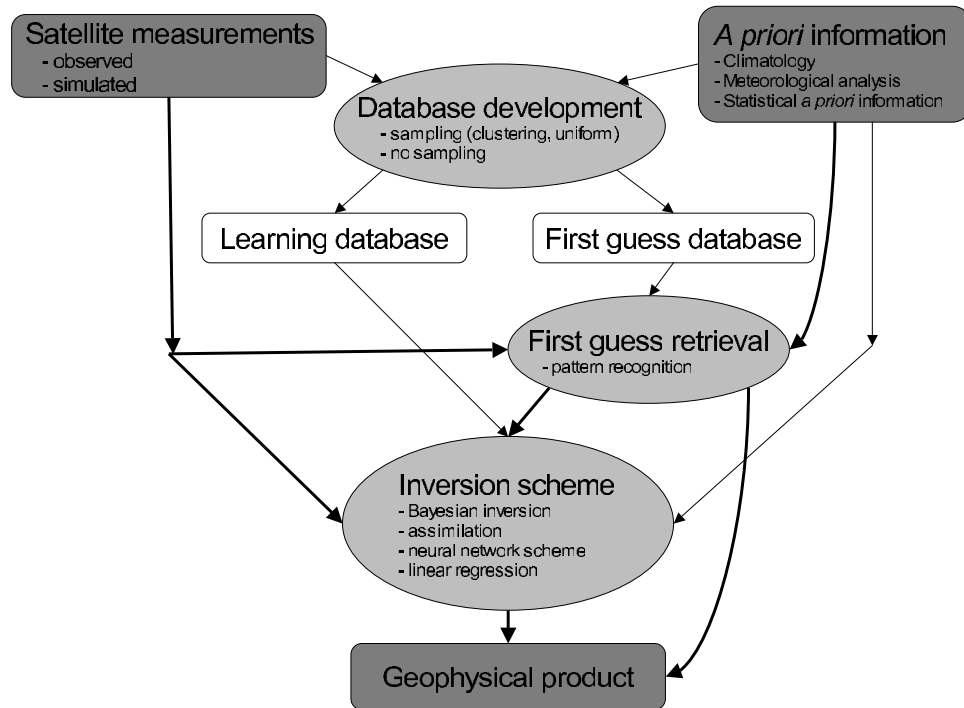 Satellite measurements
- observed
- simulated
A priori information
- Climatology
- Meteorological analysis
- Statistical a priori information
Database development
- sampling (clustering, uniform)
- no sampling
Learning database
First guess database
First guess retrieval
- pattern recognition
Inversion scheme
- Bayesian inversion
- assimilation
- neural network scheme
- linear regression
Geophysical product